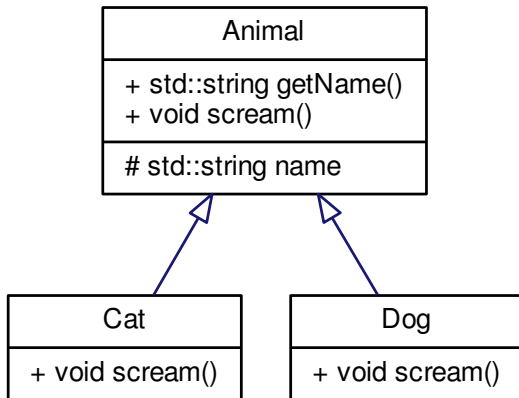 Animal
+ std::string getName()
+ void scream()
# std::string name
Cat
+ void scream()
Dog
+ void scream()